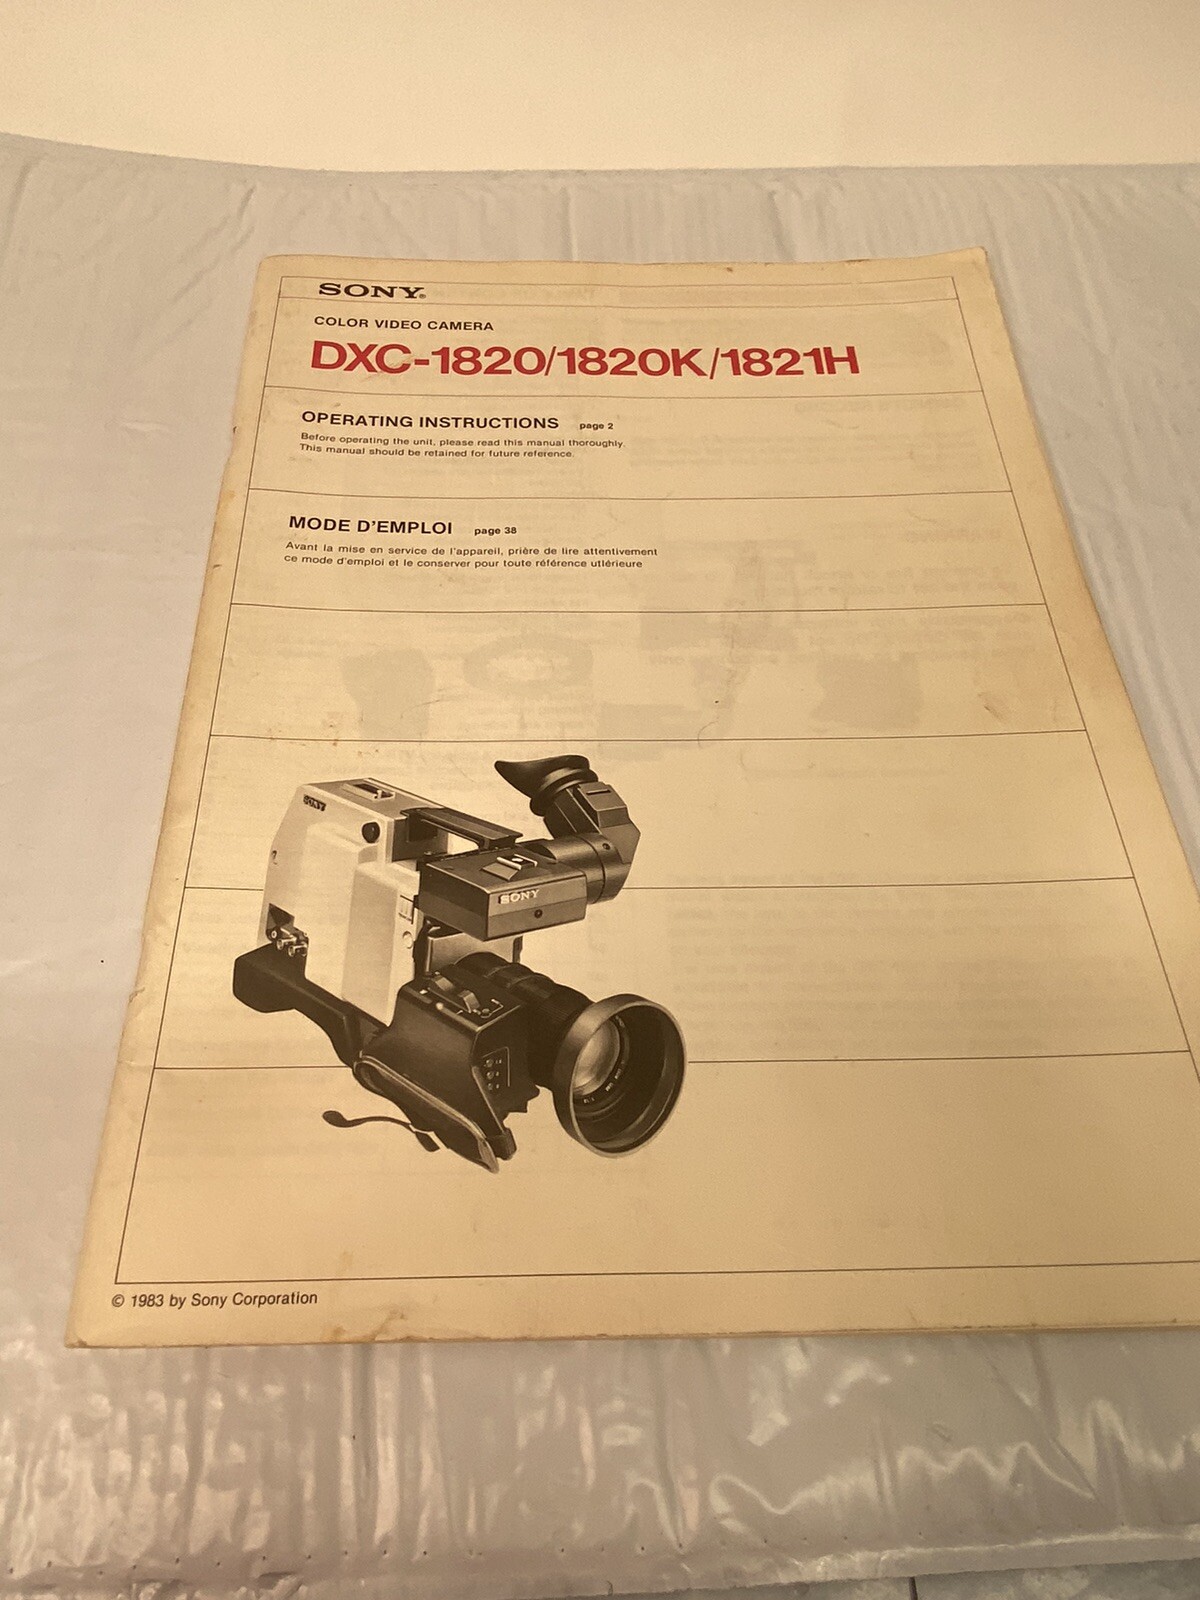 SONY®
COLOR VIDEO CAMERA
DXC-1820/1820K/1821H
OPERATING INSTRUCTIONS page 2
Before operating the unit, please read this manual thoroughly.
This manual should be retained for future reference.
MODE D'EMPLOI page 38
Avant la mise en service de l'appareil, prière de lire attentivement
ce mode d'emploi et le conserver pour toute référence utlérieure
SONY
SONY
© 1983 by Sony Corporation